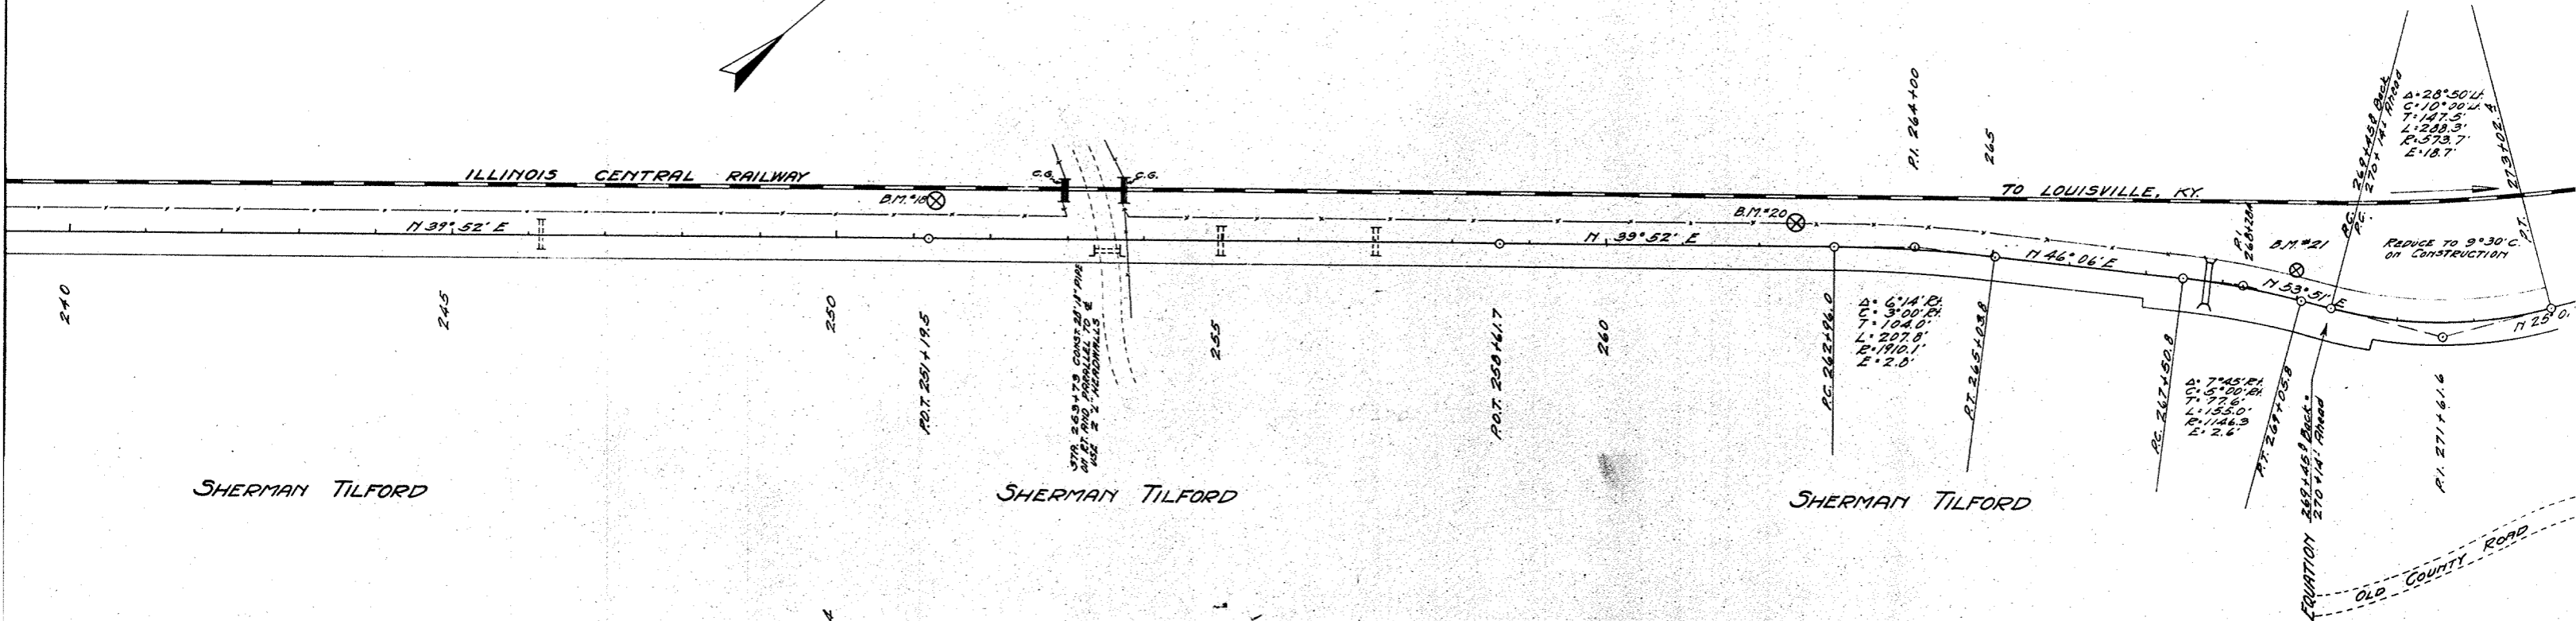 P.I. 264+00
265
P.C. 269+45.8 Back
P.C. 270+14.1 Ahead
Δ=28°50' Lt.
C=10°00' Lt.
T=147.5'
L=288.3'
R=573.7'
E=18.7'
P.T. 273+02.4
ILLINOIS CENTRAL RAILWAY
C.G.
C.G.
TO LOUISVILLE, KY.
B.M.#18
B.M.#20
P.I. 268+28.4
B.M.#21
REDUCE TO 9°30' C.
ON CONSTRUCTION
N 39°52' E
N 39°52' E
N 46°06' E
N 53°51' E
N 25°0
240
245
250
P.O.T. 251+19.5
STA. 253+79 CONST. 28'18" PIPE
ON RT. AND PARALLEL TO ℄
USE 2 "L" HEADWALLS
255
P.O.T. 258+61.7
260
P.C. 262+96.0
Δ=6°14' Rt.
C=3°00' Rt.
T=104.0'
L=207.8'
R=1910.1'
E=2.8'
P.T. 265+03.8
P.C. 267+50.8
Δ=7°45' Rt.
C=5°00' Rt.
T=77.6'
L=155.0'
R=1146.3
E=2.6'
P.T. 269+05.8
EQUATION 269+45.8 Back=
270+14.1 Ahead
P.I. 271+61.6
SHERMAN TILFORD
SHERMAN TILFORD
SHERMAN TILFORD
OLD COUNTY ROAD